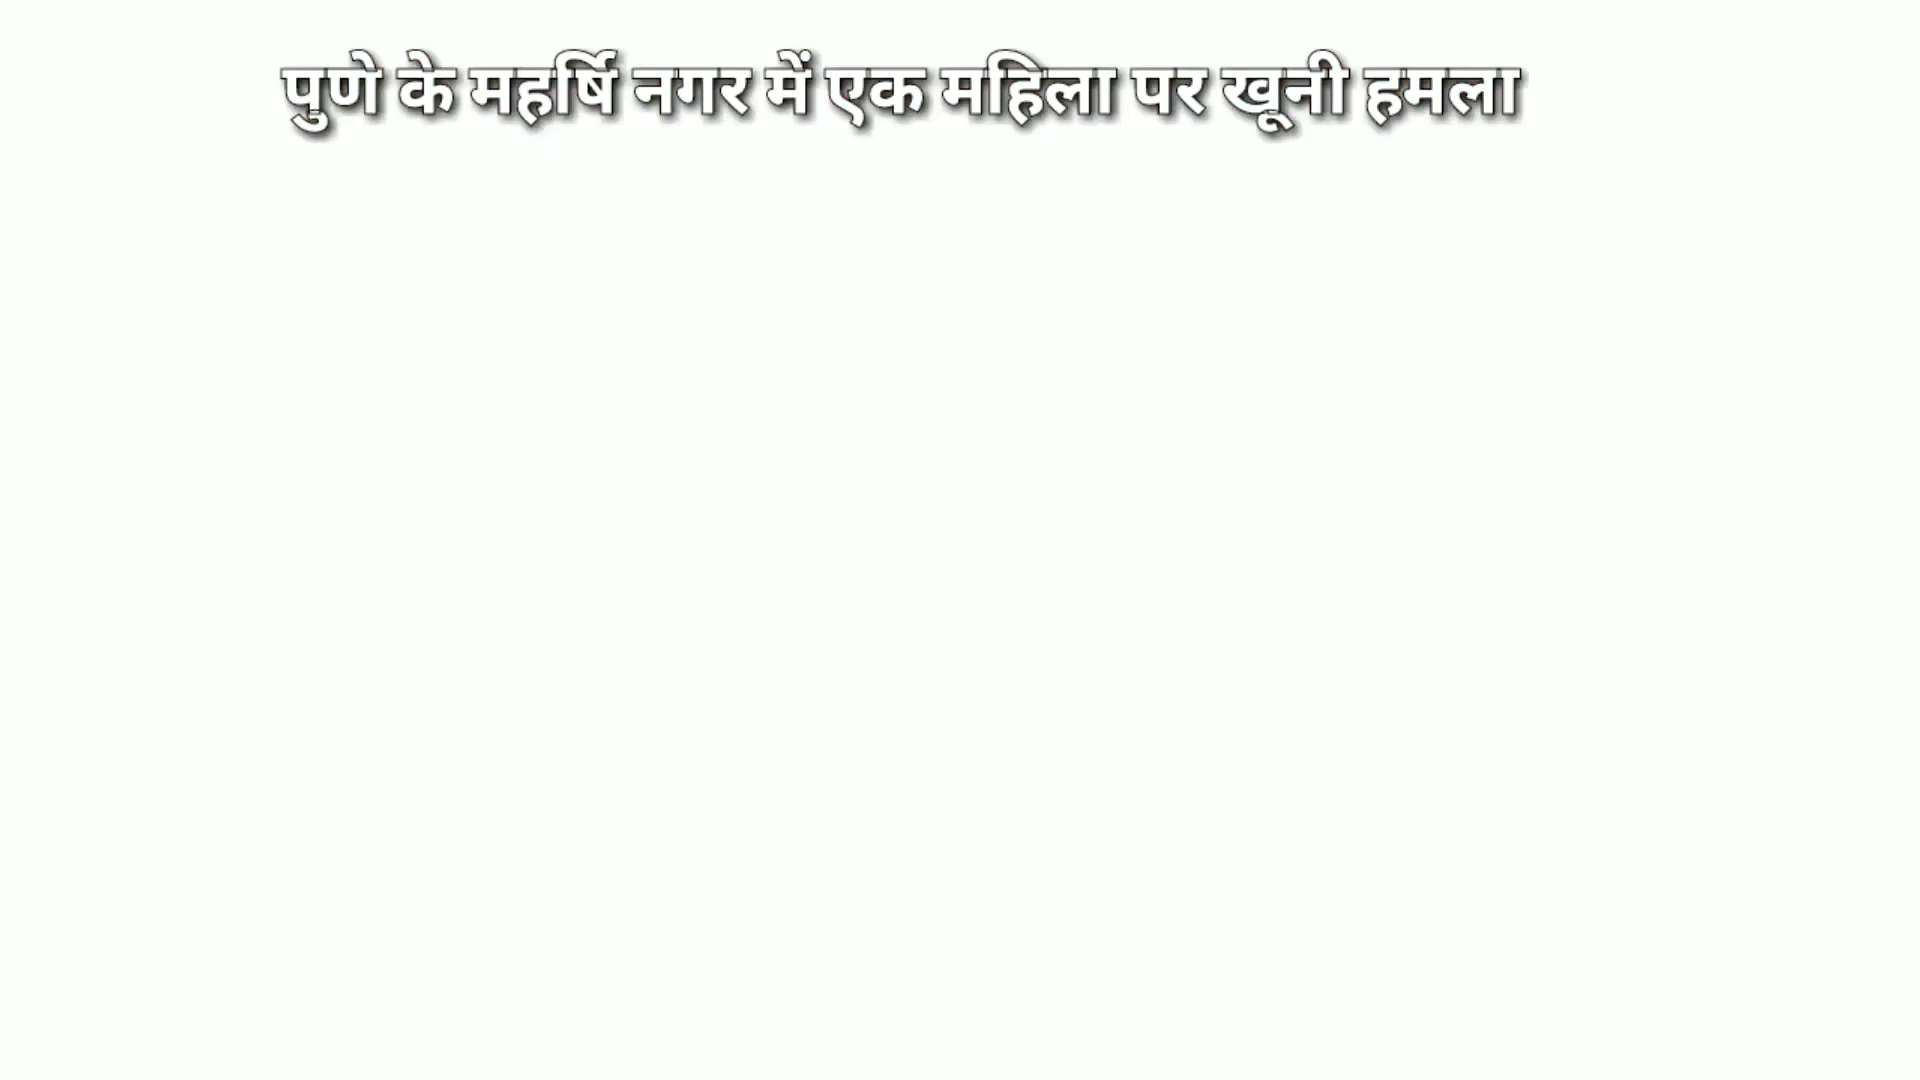 पुणे के महर्षि नगर में एक महिला पर खूनी हमला